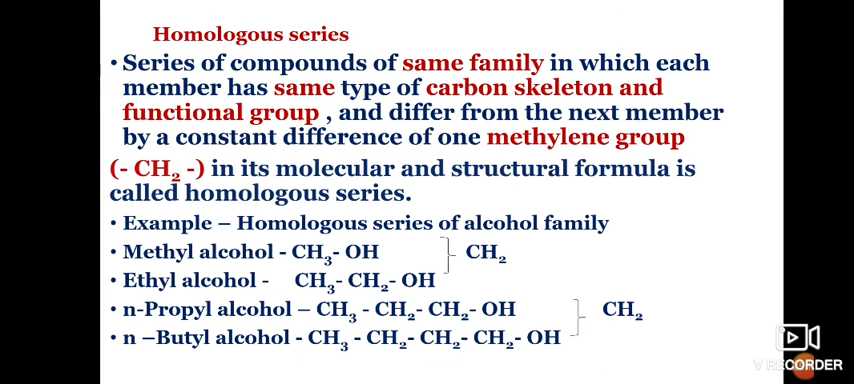 Homologous series
• Series of compounds of same family in which each
member has same type of carbon skeleton and
functional group , and differ from the next member
by a constant difference of one methylene group
(- CH₂ -) in its molecular and structural formula is
called homologous series.
• Example – Homologous series of alcohol family
• Methyl alcohol - CH₃- OH CH₂
• Ethyl alcohol - CH₃- CH₂- OH
• n-Propyl alcohol – CH₃ - CH₂- CH₂- OH CH₂
• n –Butyl alcohol - CH₃ - CH₂- CH₂- CH₂- OH
V RECORDER